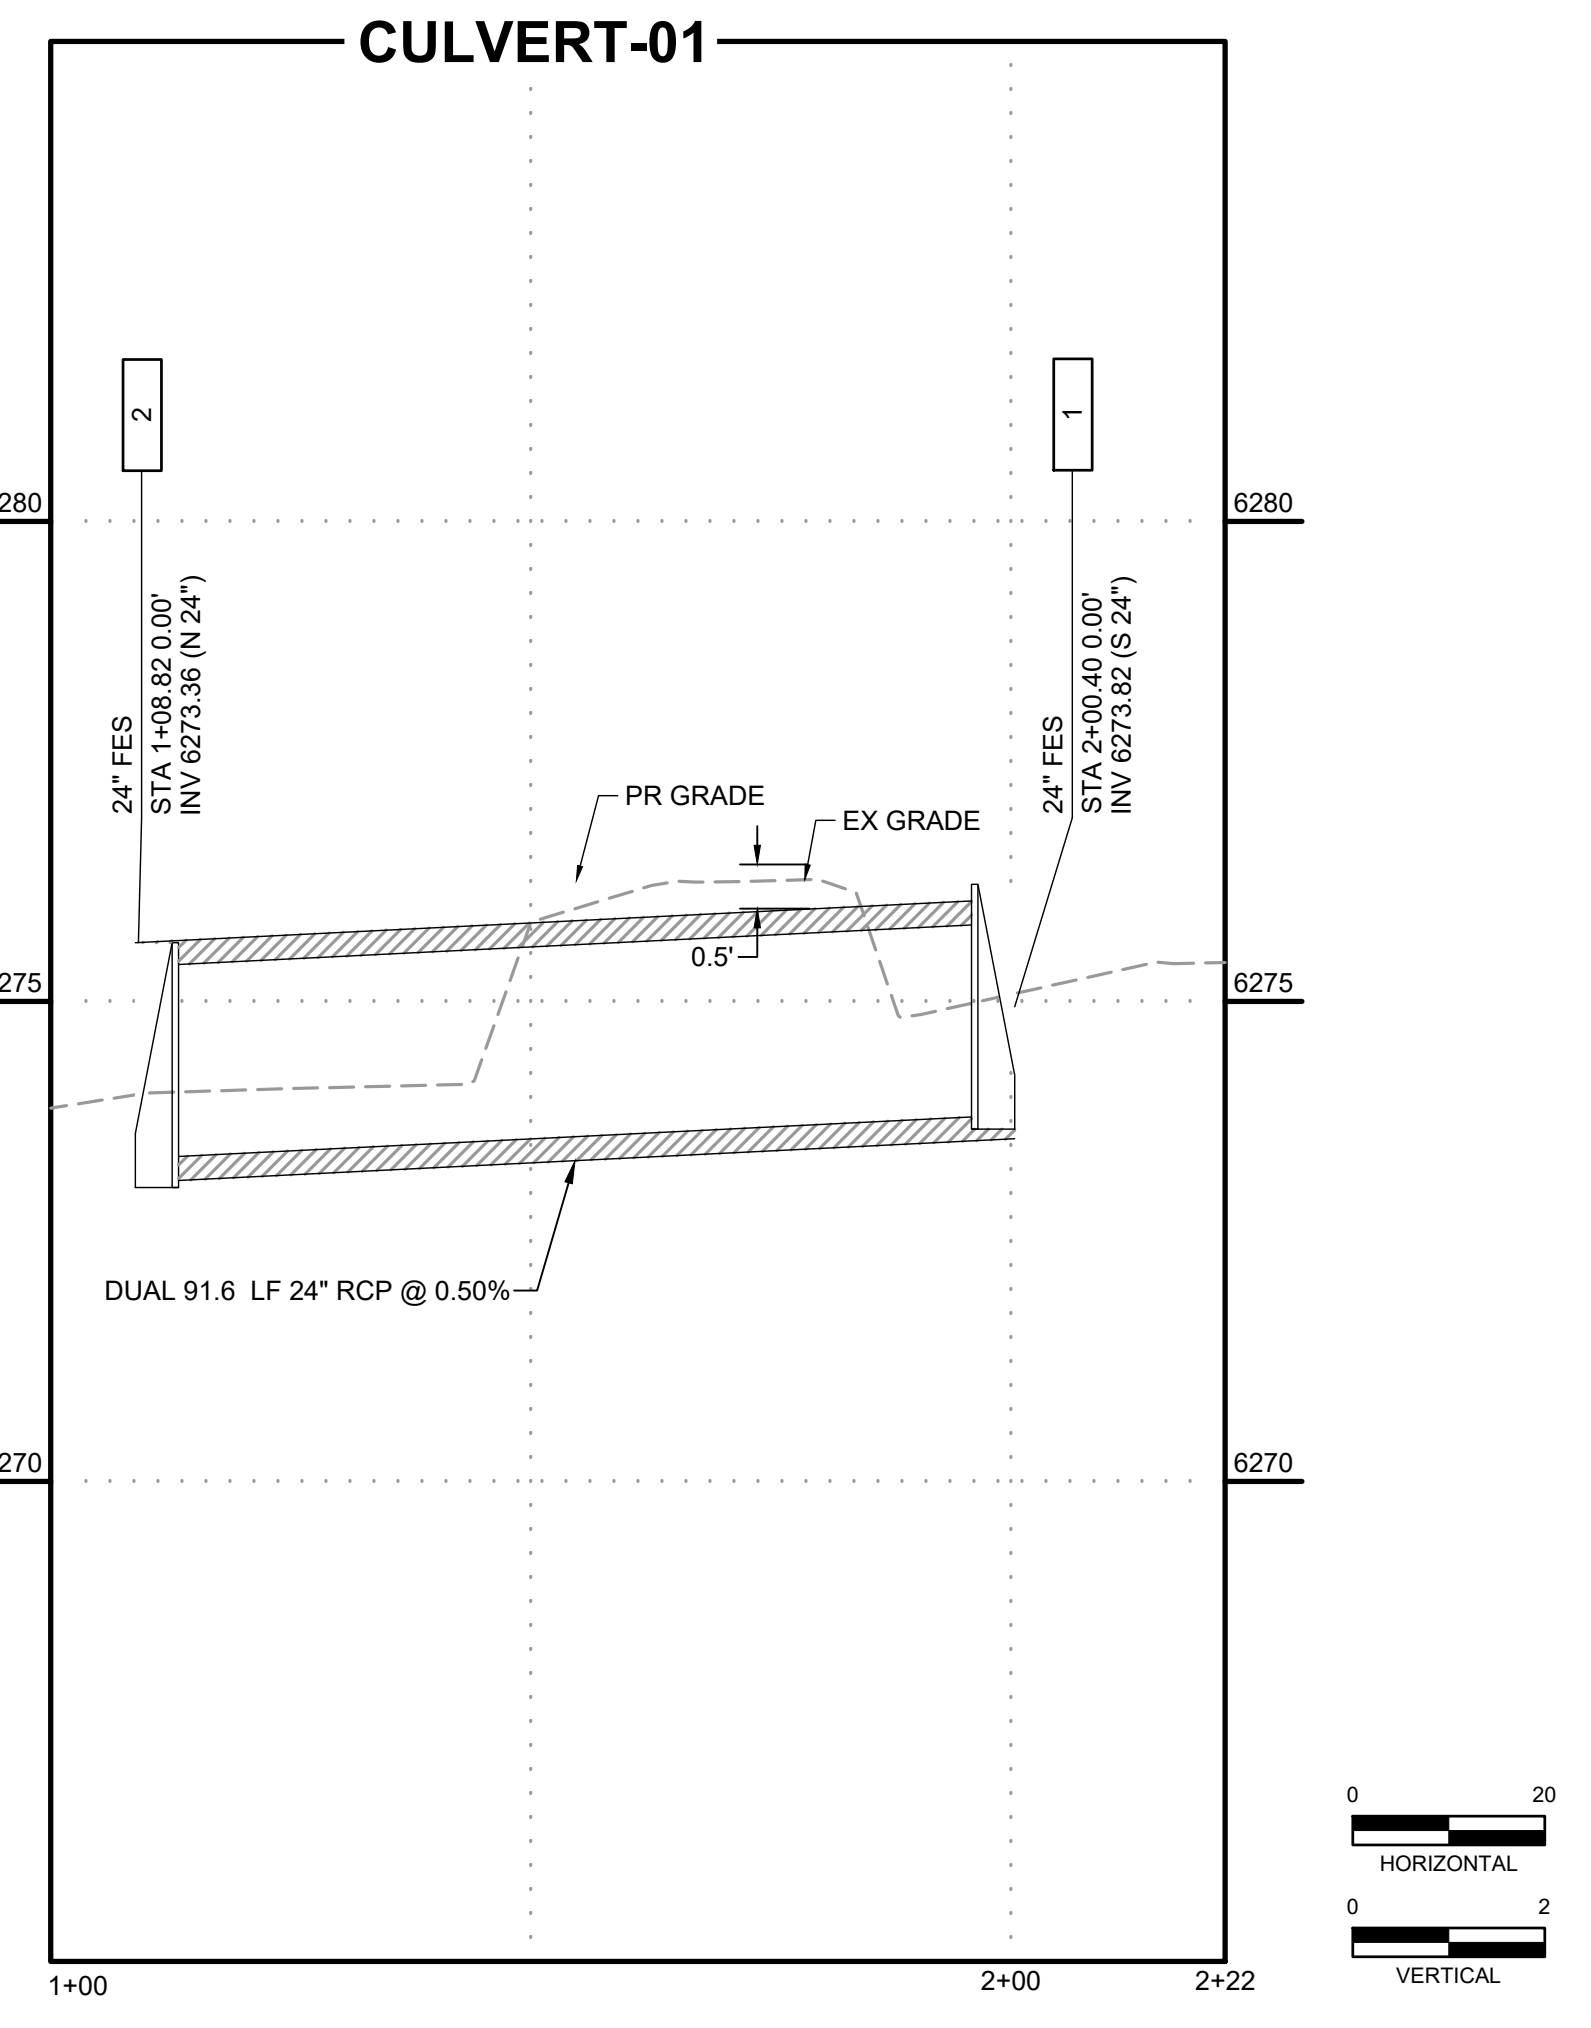 CULVERT-01
2
1
280
6280
24" FES
STA 1+08.82 0.00'
INV 6273.36 (N 24")
24" FES
STA 2+00.40 0.00'
INV 6273.82 (S 24")
PR GRADE
EX GRADE
0.5'
275
6275
DUAL 91.6 LF 24" RCP @ 0.50%
270
6270
0 20
HORIZONTAL
0 2
VERTICAL
1+00
2+00
2+22